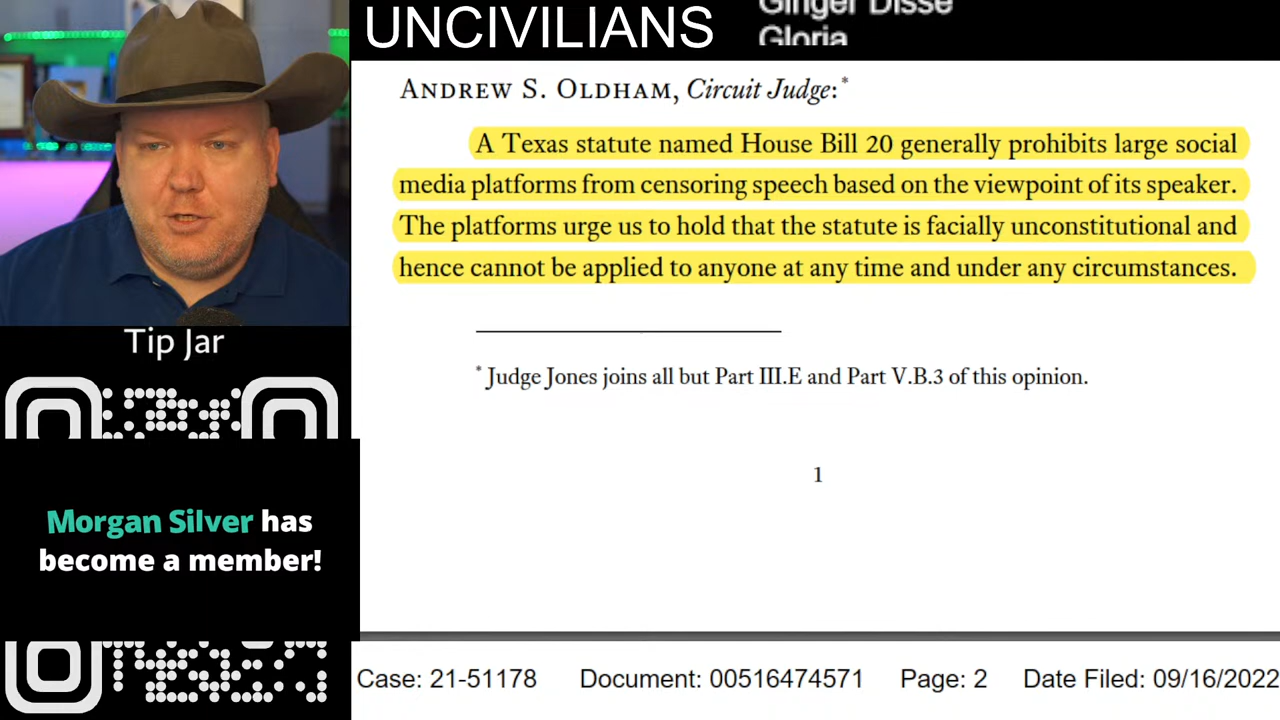 UNCIVILIANS
Ginger Disse
Gloria
ANDREW S. OLDHAM, Circuit Judge:*
A Texas statute named House Bill 20 generally prohibits large social
media platforms from censoring speech based on the viewpoint of its speaker.
The platforms urge us to hold that the statute is facially unconstitutional and
hence cannot be applied to anyone at any time and under any circumstances.
* Judge Jones joins all but Part III.E and Part V.B.3 of this opinion.
1
Case: 21-51178 Document: 00516474571 Page: 2 Date Filed: 09/16/2022
Tip Jar
Morgan Silver has
become a member!